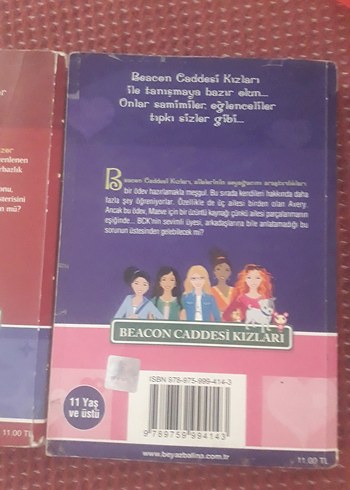 Beacon Caddesi Kızları
ile tanışmaya hazır olun...
Onlar samimiler, eğlenceliler
tıpkı sizler gibi...
Beacon Caddesi Kızları, ailelerinin soyağacını araştırdıkları
bir ödev hazırlamakla meşgul. Bu sırada kendileri hakkında daha
fazla şey öğreniyorlar. Özellikle de üç ailesi birden olan Avery.
Ancak bu ödev, Maeve için bir üzüntü kaynağı çünkü ailesi parçalanmanın
eşiğinde... BCK'nin sevimli üyesi, arkadaşlarına bile anlatamadığı bu
sorunun üstesinden gelebilecek mi?
BEACON CADDESİ KIZLARI
11 Yaş
ve üstü
ISBN 978-975-999-414-3
9 789759 994143
www.beyazbalina.com.tr
11.00 TL
11.00 TL